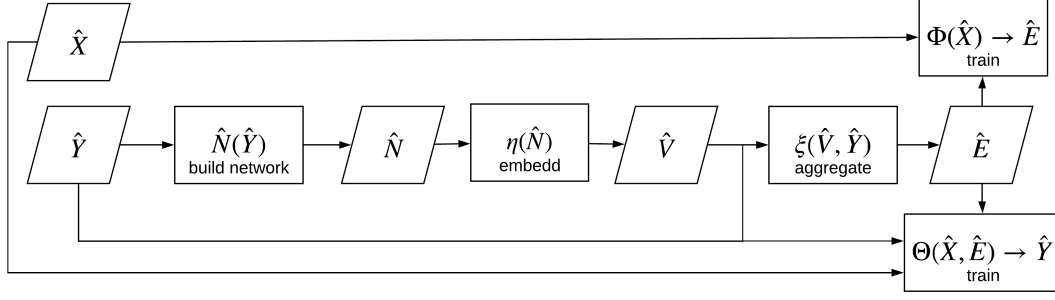 X̂
Φ(X̂) → Ê
train
Ŷ
N̂(Ŷ)
build network
N̂
η(N̂)
embedd
V̂
ξ(V̂, Ŷ)
aggregate
Ê
Θ(X̂, Ê) → Ŷ
train